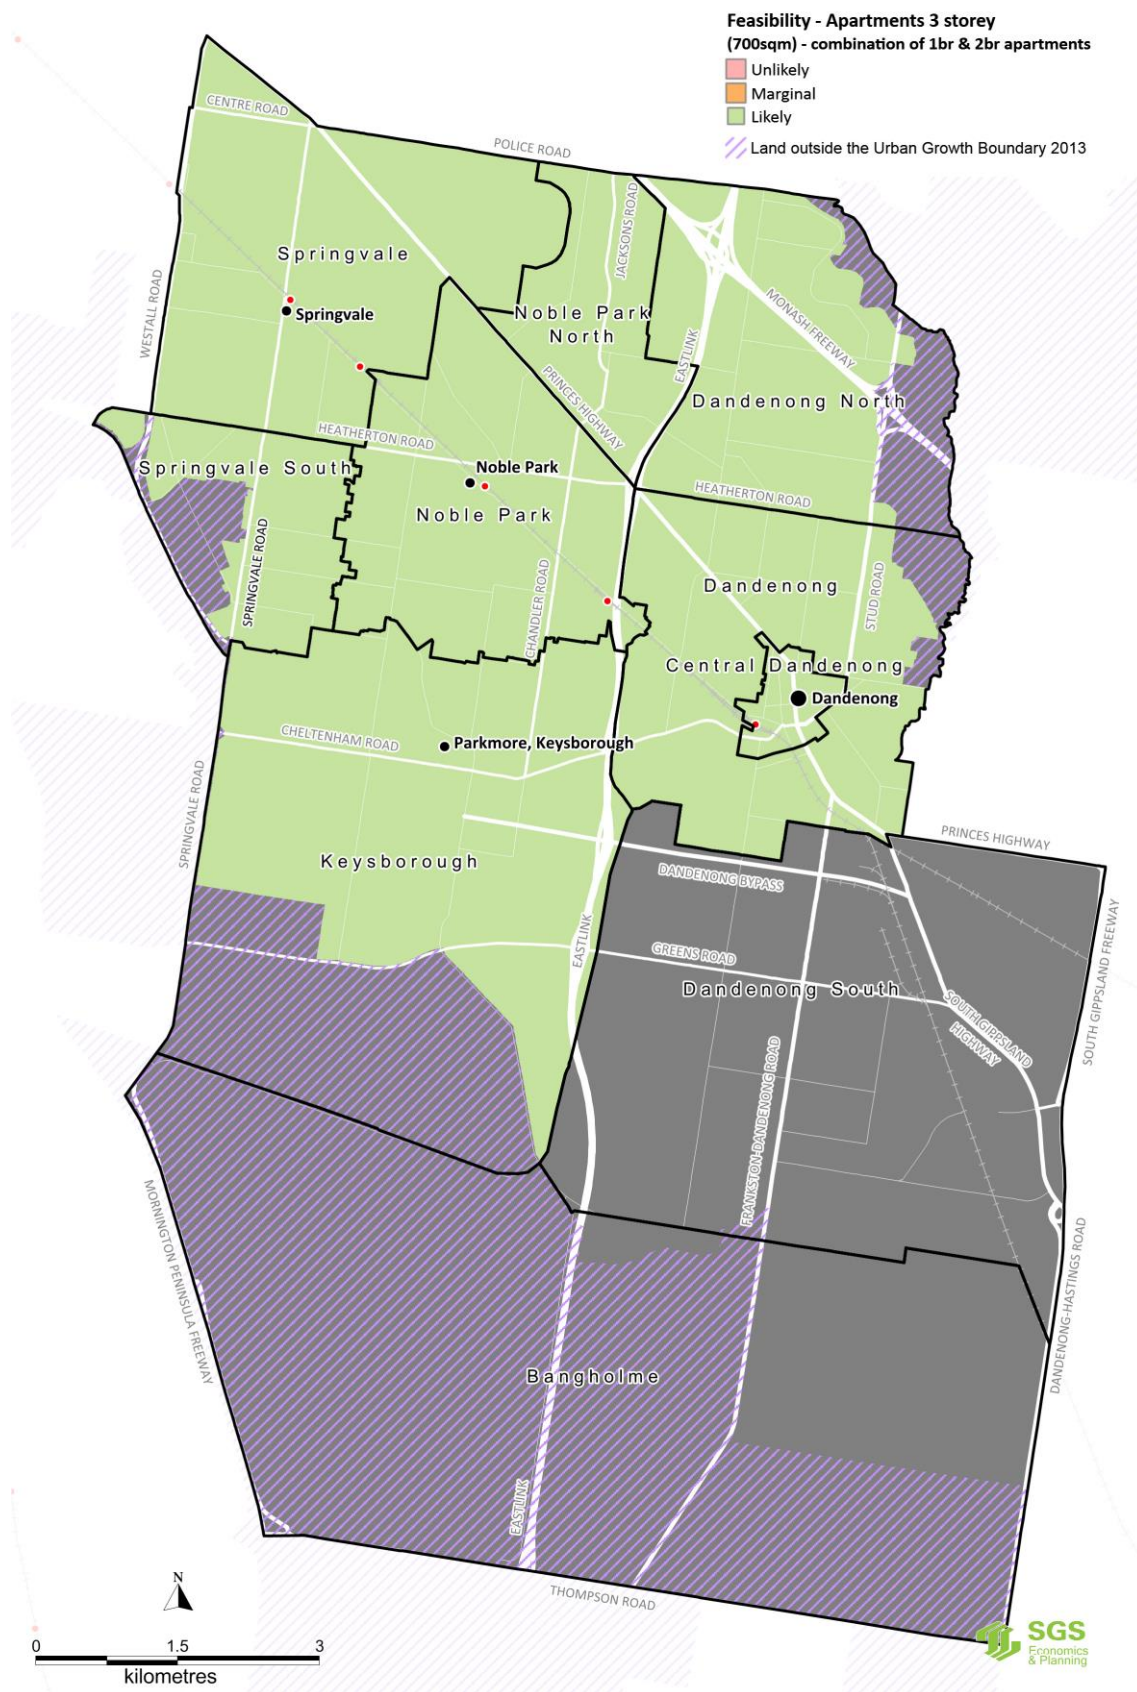 Feasibility - Apartments 3 storey
(700sqm) - combination of 1br & 2br apartments
Unlikely
Marginal
Likely
Land outside the Urban Growth Boundary 2013
CENTRE ROAD
POLICE ROAD
JACKSONS ROAD
Springvale
WESTALL ROAD
Springvale
Noble Park
North
MONASH FREEWAY
EASTLINK
PRINCES HIGHWAY
Dandenong North
HEATHERTON ROAD
Springvale South
Noble Park
Noble Park
HEATHERTON ROAD
SPRINGVALE ROAD
CHANDLER ROAD
Dandenong
STUD ROAD
Central Dandenong
Dandenong
CHELTENHAM ROAD
Parkmore, Keysborough
SPRINGVALE ROAD
Keysborough
PRINCES HIGHWAY
DANDENONG BYPASS
EASTLINK
GREENS ROAD
Dandenong South
SOUTH GIPPSLAND FREEWAY
SOUTH GIPPSLAND
HIGHWAY
FRANKSTON-DANDENONG ROAD
MORNINGTON PENINSULA FREEWAY
DANDENONG-HASTINGS ROAD
Bangholme
EASTLINK
THOMPSON ROAD
N
0 1.5 3
kilometres
SGS
Economics
& Planning